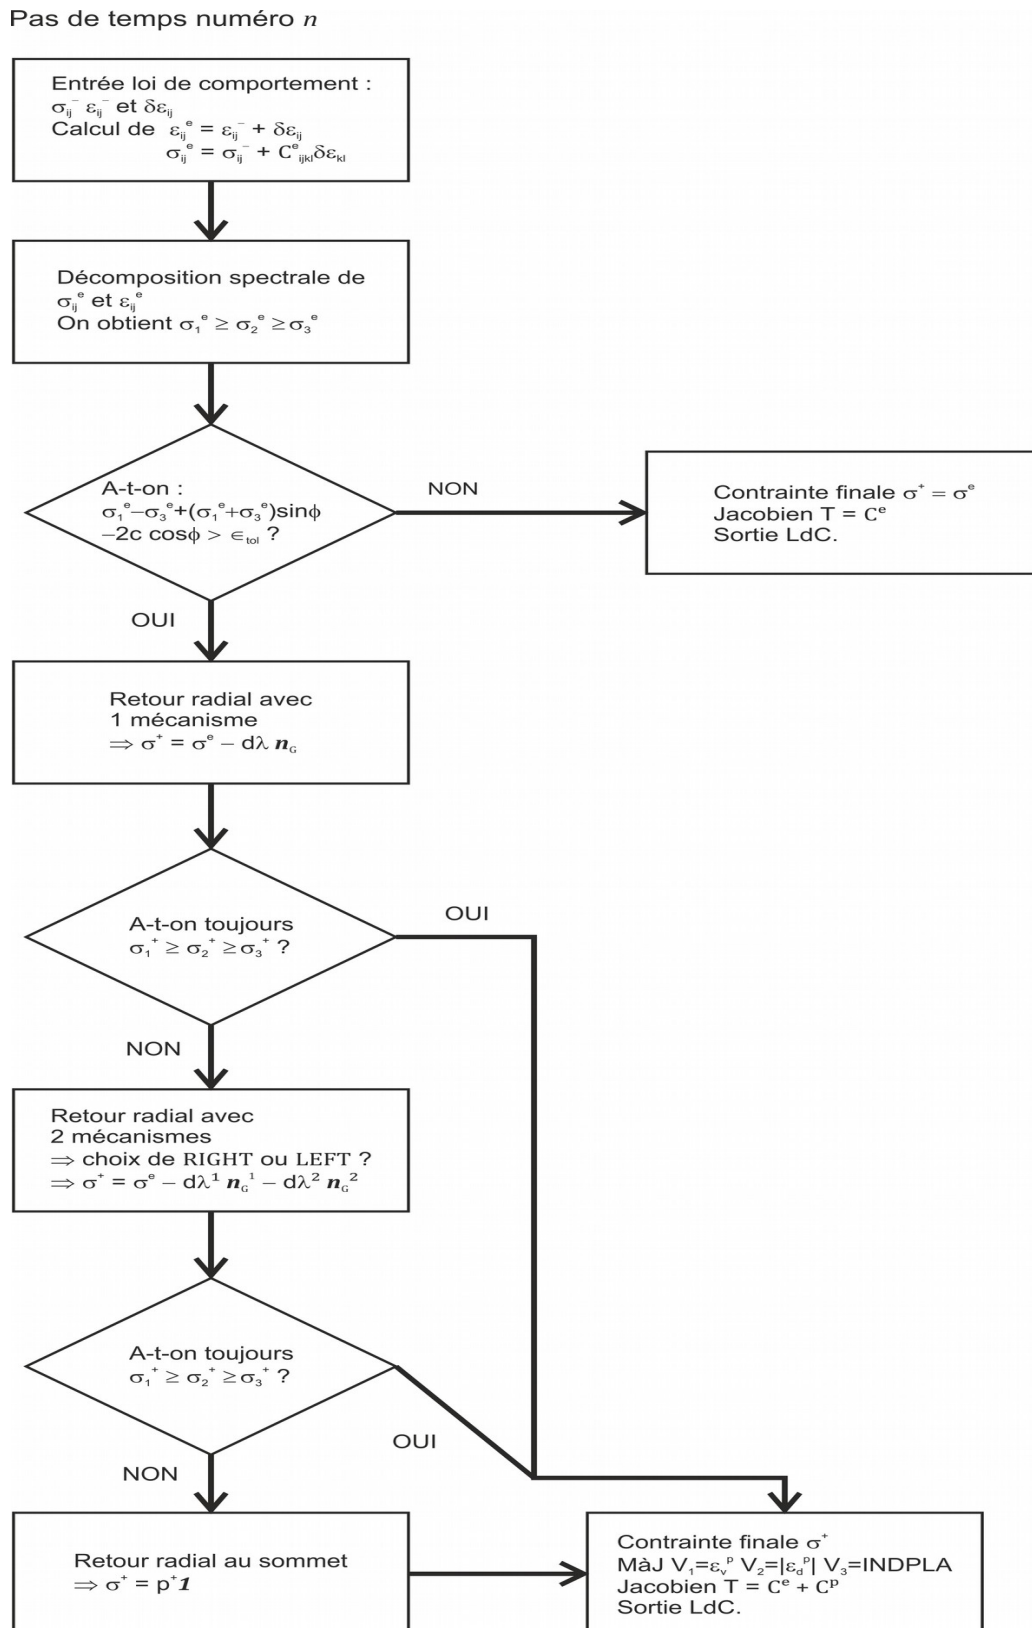 Pas de temps numéro n
Entrée loi de comportement :
σᵢⱼ⁻ εᵢⱼ⁻ et δεᵢⱼ
Calcul de εᵢⱼᵉ = εᵢⱼ⁻ + δεᵢⱼ
σᵢⱼᵉ = σᵢⱼ⁻ + Cᵉᵢⱼₖₗδεₖₗ
Décomposition spectrale de
σᵢⱼᵉ et εᵢⱼᵉ
On obtient σ₁ᵉ ≥ σ₂ᵉ ≥σ₃ᵉ
A-t-on :
σ₁ᵉ−σ₃ᵉ+(σ₁ᵉ+σ₃ᵉ)sinϕ
−2c cosϕ > ∈ₜₒₗ ?
NON
Contrainte finale σ⁺ = σᵉ
Jacobien T = Cᵉ
Sortie LdC.
OUI
Retour radial avec
1 mécanisme
⇒ σ⁺ = σᵉ − dλ n_G
A-t-on toujours
σ₁⁺ ≥ σ₂⁺ ≥σ₃⁺ ?
OUI
NON
Retour radial avec
2 mécanismes
⇒ choix de RIGHT ou LEFT ?
⇒ σ⁺ = σᵉ − dλ¹ n_G¹ − dλ² n_G²
A-t-on toujours
σ₁⁺ ≥ σ₂⁺ ≥σ₃⁺ ?
OUI
NON
Retour radial au sommet
⇒ σ⁺ = p⁺1
Contrainte finale σ⁺
MàJ V₁=εᵥᵖ V₂=|ε_dᵖ| V₃=INDPLA
Jacobien T = Cᵉ + Cᵖ
Sortie LdC.